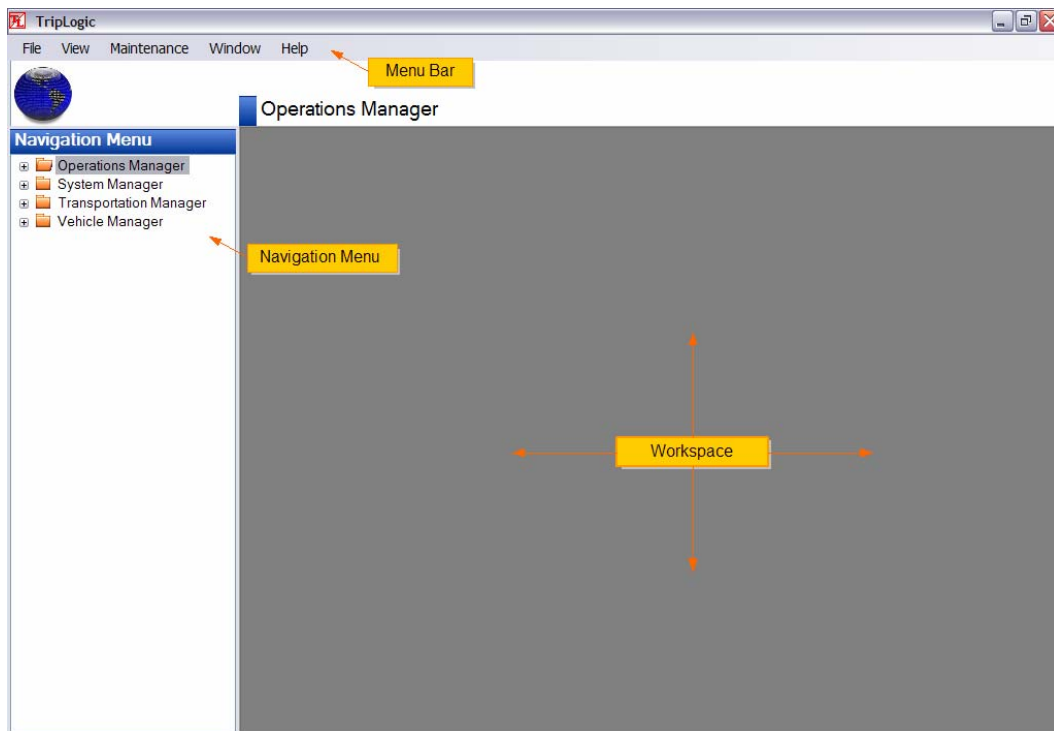 TripLogic
File View Maintenance Window Help
Menu Bar
Operations Manager
Navigation Menu
Operations Manager
System Manager
Transportation Manager
Vehicle Manager
Navigation Menu
Workspace